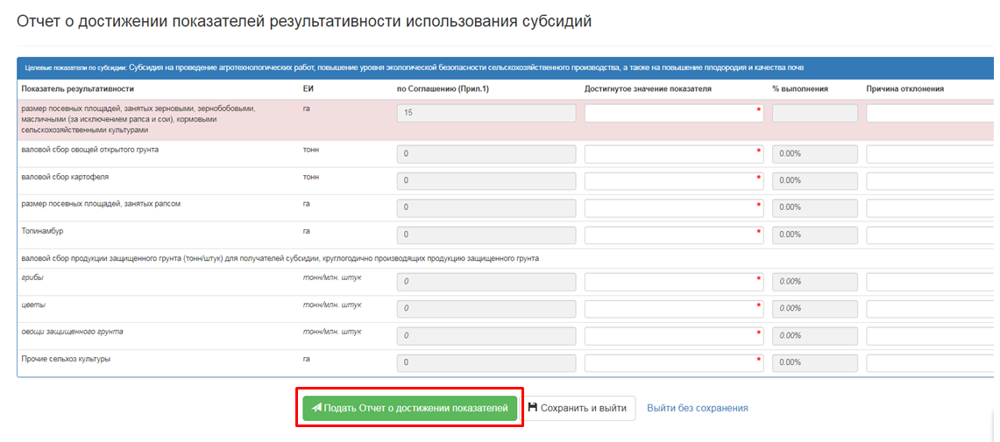 Отчет о достижении показателей результативности использования субсидий
Целевые показатели по субсидии: Субсидия на проведение агротехнологических работ, повышение уровня экологической безопасности сельскохозяйственного производства, а также на повышение плодородия и качества почв
Показатель результативности ЕИ по Соглашению (Прил.1) Достигнутое значение показателя % выполнения Причина отклонения
размер посевных площадей, занятых зерновыми, зернобобовыми, га 15 *
масличными (за исключением рапса и сои), кормовыми
сельскохозяйственными культурами
валовой сбор овощей открытого грунта тонн 0 * 0.00%
валовой сбор картофеля тонн 0 * 0.00%
размер посевных площадей, занятых рапсом га 0 * 0.00%
Топинамбур га 0 * 0.00%
валовой сбор продукции защищенного грунта (тонн/штук) для получателей субсидии, круглогодично производящих продукцию защищенного грунта
грибы тонн/млн. штук 0 * 0.00%
цветы тонн/млн. штук 0 * 0.00%
овощи защищенного грунта тонн/млн. штук 0 * 0.00%
Прочие сельхоз культуры га 0 * 0.00%
Подать Отчет о достижении показателей Сохранить и выйти Выйти без сохранения